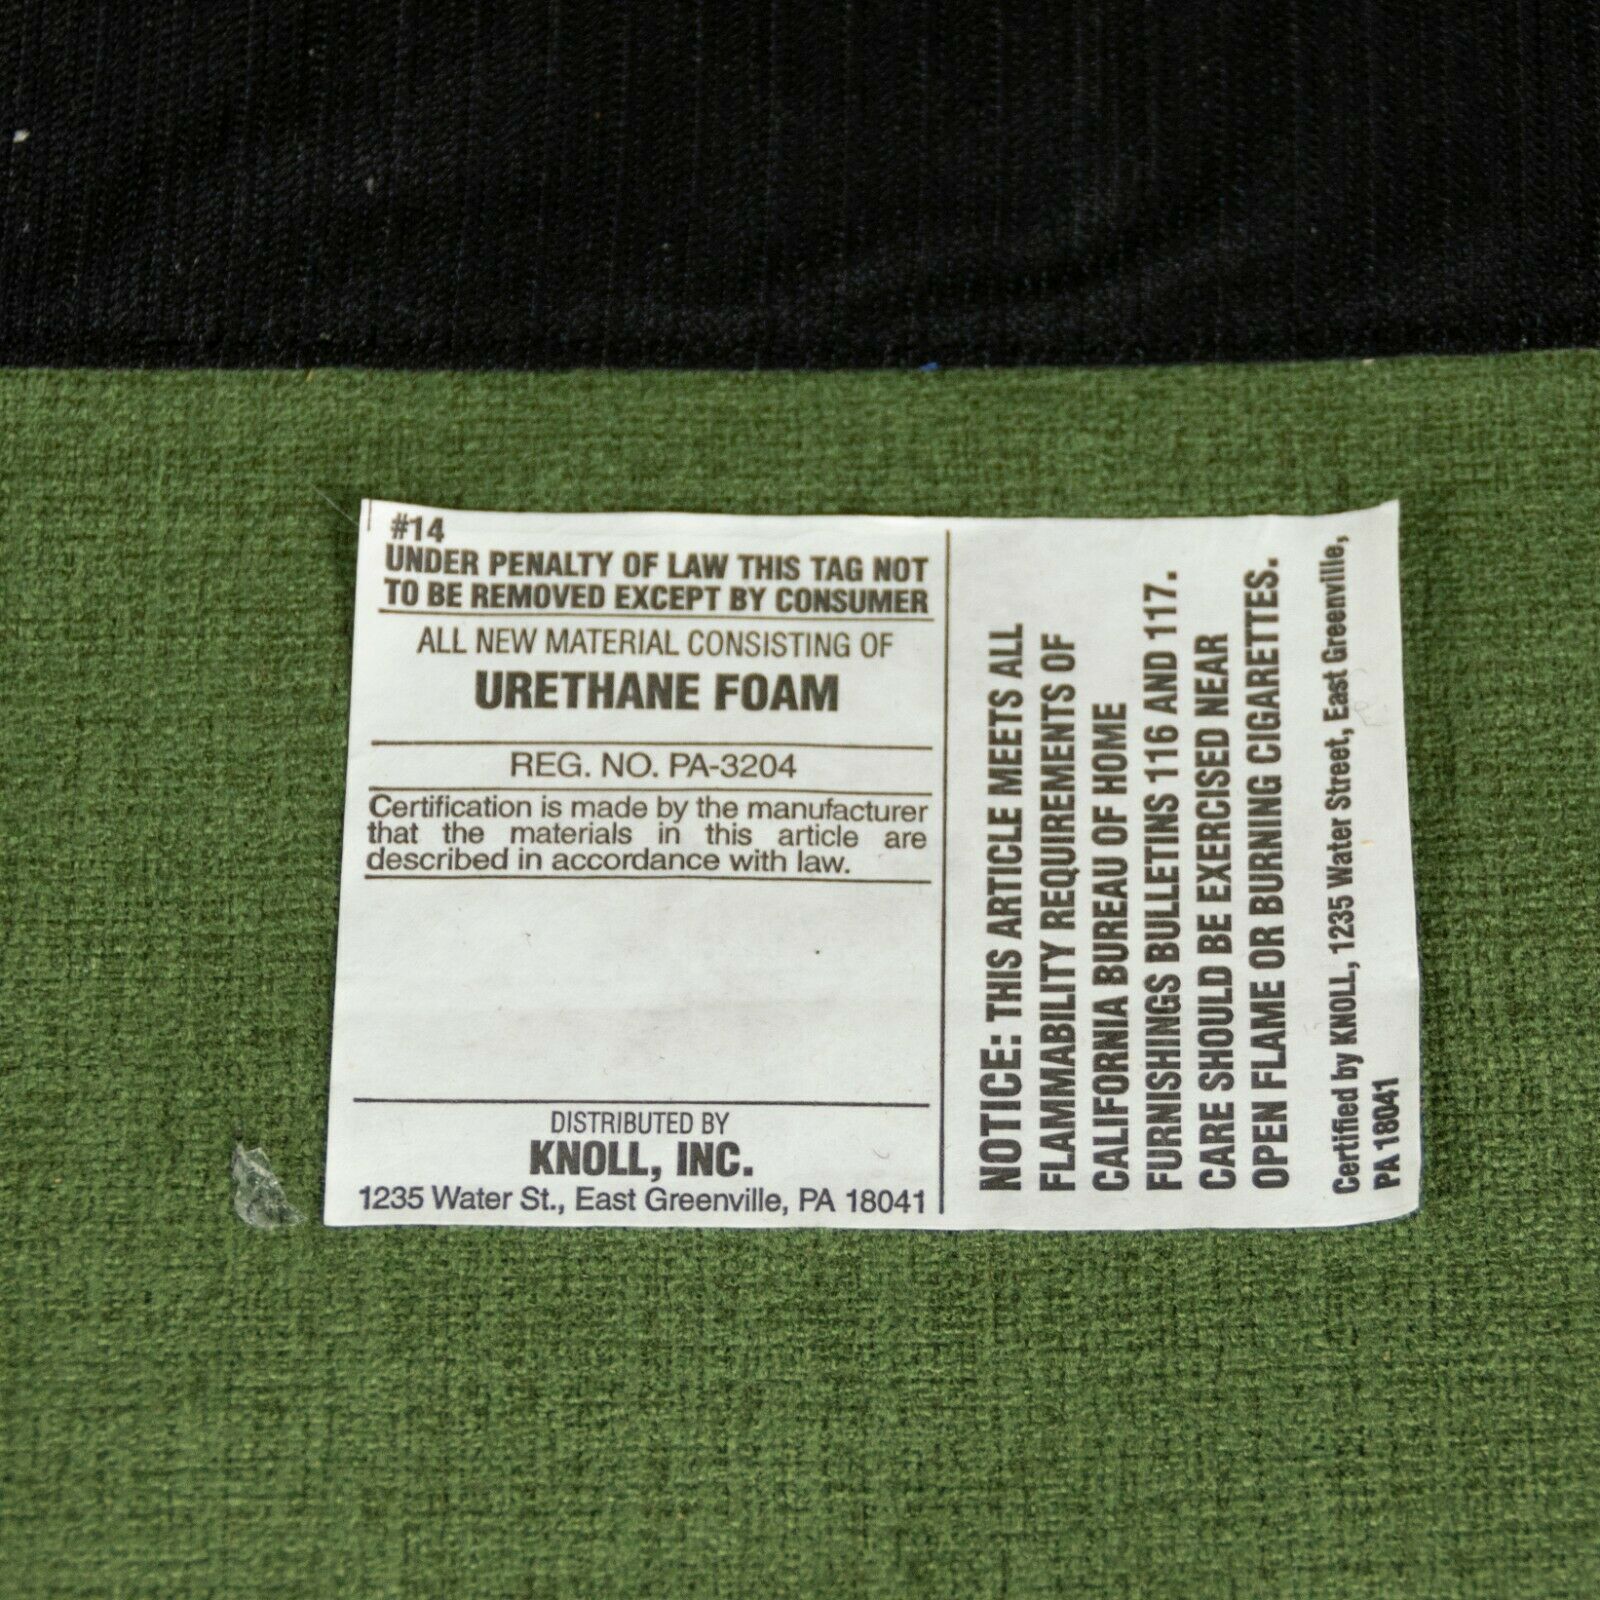 #14
UNDER PENALTY OF LAW THIS TAG NOT
TO BE REMOVED EXCEPT BY CONSUMER
ALL NEW MATERIAL CONSISTING OF
URETHANE FOAM
REG. NO. PA-3204
Certification is made by the manufacturer
that the materials in this article are
described in accordance with law.
DISTRIBUTED BY
KNOLL, INC.
1235 Water St., East Greenville, PA 18041
NOTICE: THIS ARTICLE MEETS ALL
FLAMMABILITY REQUIREMENTS OF
CALIFORNIA BUREAU OF HOME
FURNISHINGS BULLETINS 116 AND 117.
CARE SHOULD BE EXERCISED NEAR
OPEN FLAME OR BURNING CIGARETTES.
Certified by KNOLL, 1235 Water Street, East Greenville,
PA 18041